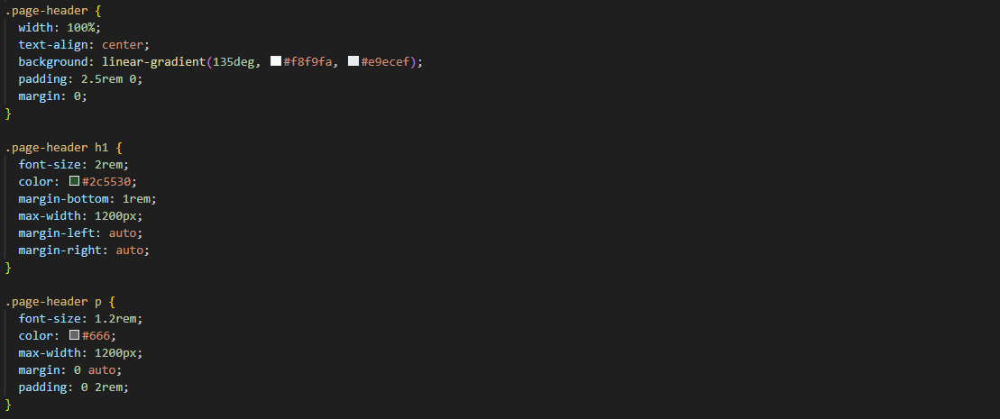 .page-header {
  width: 100%;
  text-align: center;
  background: linear-gradient(135deg, #f8f9fa, #e9ecef);
  padding: 2.5rem 0;
  margin: 0;
}

.page-header h1 {
  font-size: 2rem;
  color: #2c5530;
  margin-bottom: 1rem;
  max-width: 1200px;
  margin-left: auto;
  margin-right: auto;
}

.page-header p {
  font-size: 1.2rem;
  color: #666;
  max-width: 1200px;
  margin: 0 auto;
  padding: 0 2rem;
}